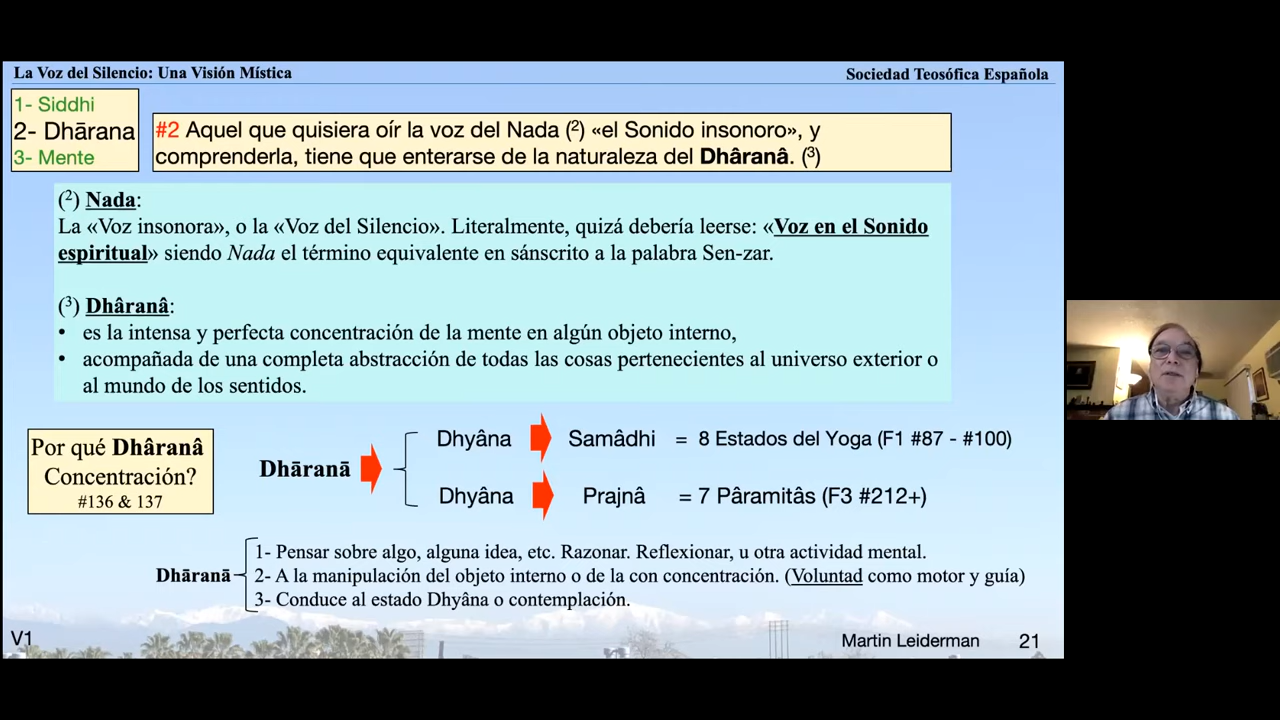 La Voz del Silencio: Una Visión Mística
Sociedad Teosófica Española
1- Siddhi
2- Dhārana
3- Mente
#2 Aquel que quisiera oír la voz del Nada (²) «el Sonido insonoro», y
comprenderla, tiene que enterarse de la naturaleza del Dhâranâ. (³)
(²) Nada:
La «Voz insonora», o la «Voz del Silencio». Literalmente, quizá debería leerse: «Voz en el Sonido
espiritual» siendo Nada el término equivalente en sánscrito a la palabra Sen-zar.
(³) Dhâranâ:
• es la intensa y perfecta concentración de la mente en algún objeto interno,
• acompañada de una completa abstracción de todas las cosas pertenecientes al universo exterior o
al mundo de los sentidos.
Por qué Dhâranâ
Concentración?
#136 & 137
Dhāranā
Dhyâna Samâdhi = 8 Estados del Yoga (F1 #87 - #100)
Dhyâna Prajnâ = 7 Pâramitâs (F3 #212+)
Dhāranā
1- Pensar sobre algo, alguna idea, etc. Razonar. Reflexionar, u otra actividad mental.
2- A la manipulación del objeto interno o de la con concentración. (Voluntad como motor y guía)
3- Conduce al estado Dhyâna o contemplación.
V1
Martin Leiderman 21